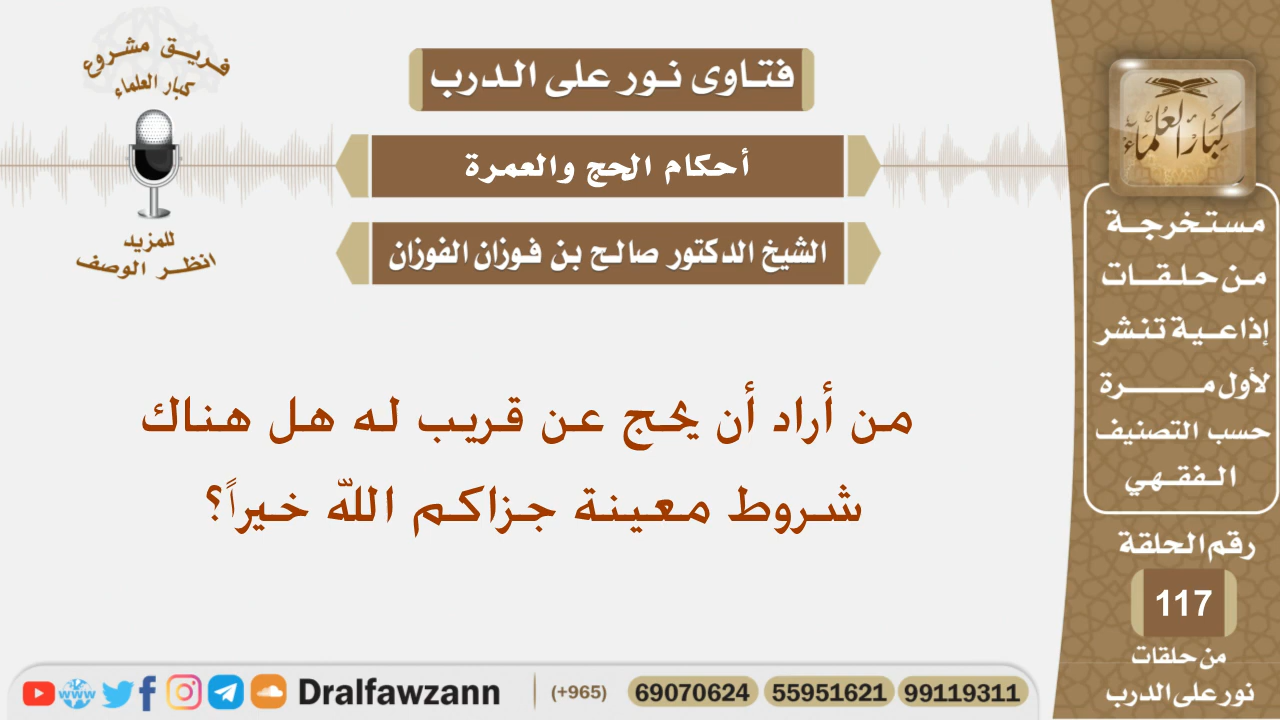 فريق مشروع
كبار العلماء
للمزيد
انظر الوصف
فتاوى نور على الدرب
أحكام الحج والعمرة
الشيخ الدكتور صالح بن فوزان الفوزان
من أراد أن يحج عن قريب له هل هناك
شروط معينة جزاكم الله خيراً؟
كبار العلماء
مستخرجة
من حلقات
إذاعية تنشر
لأول مرة
حسب التصنيف
الفقهي
رقم الحلقة
117
من حلقات
نور على الدرب
www
Dralfawzann
(+965)
69070624
55951621
99119311